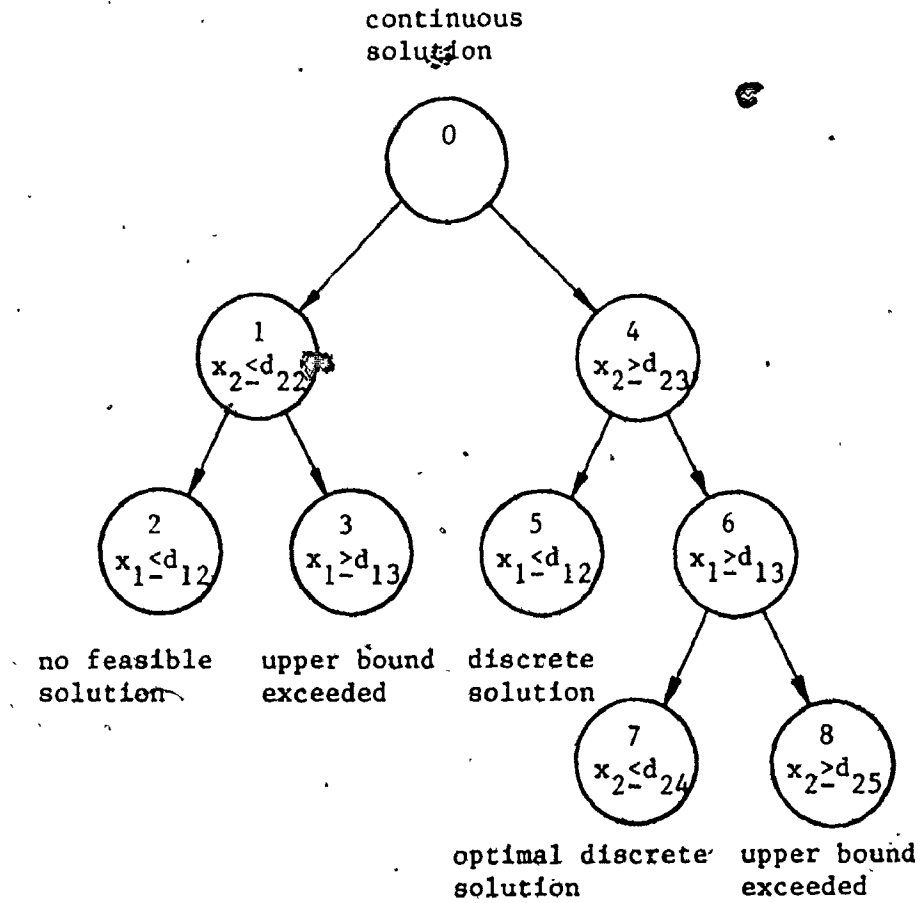 continuous
solution
0
1
x₂≤d₂₂
4
x₂≥d₂₃
2
x₁≤d₁₂
3
x₁≥d₁₃
5
x₁≤d₁₂
6
x₁≥d₁₃
no feasible
solution
upper bound
exceeded
discrete
solution
7
x₂≤d₂₄
8
x₂≥d₂₅
optimal discrete
solution
upper bound
exceeded